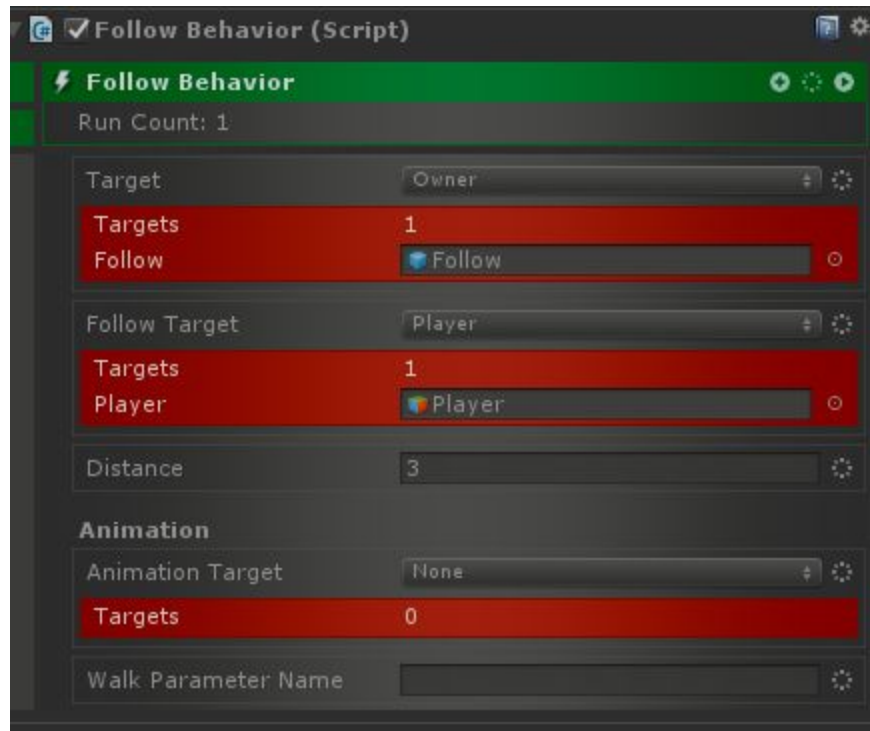 Follow Behavior (Script)
Follow Behavior
Run Count: 1
Target Owner
Targets 1
Follow Follow
Follow Target Player
Targets 1
Player Player
Distance 3
Animation
Animation Target None
Targets 0
Walk Parameter Name